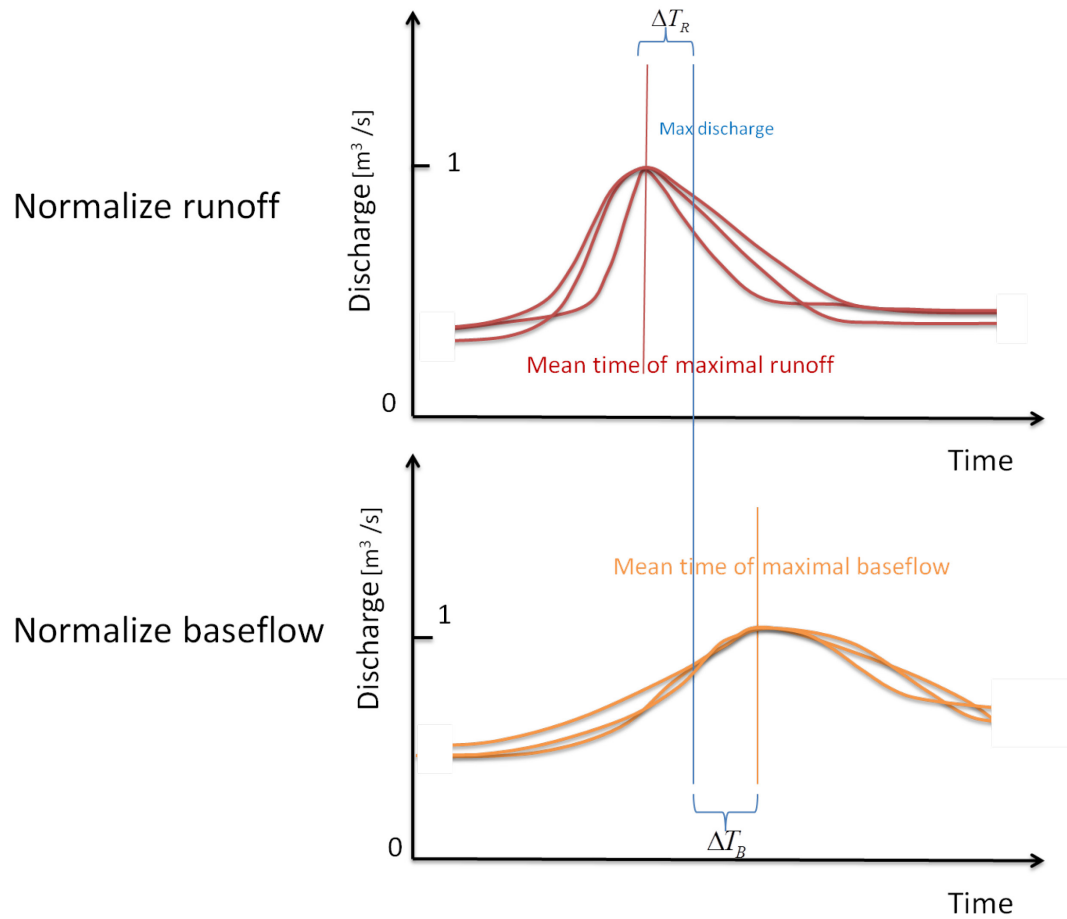 ΔT_R
Max discharge
Discharge [m³ /s]
1
Normalize runoff
Mean time of maximal runoff
0
Time
Discharge [m³ /s]
Mean time of maximal baseflow
1
Normalize baseflow
ΔT_B
0
Time